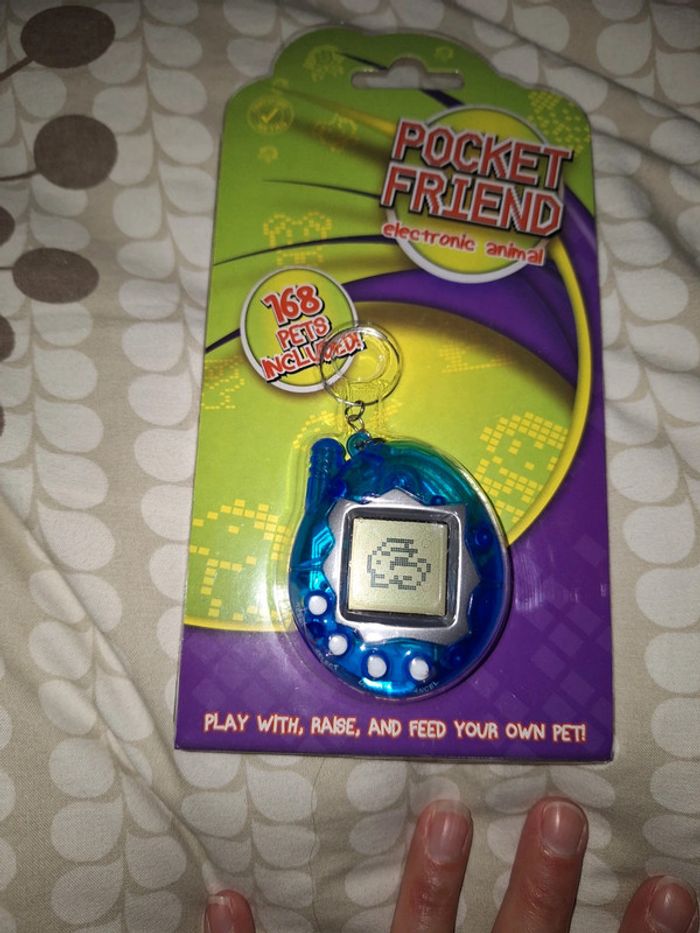 POCKET
FRIEND
electronic animal
168
PETS
INCLUDED!
PLAY WITH, RAISE, AND FEED YOUR OWN PET!